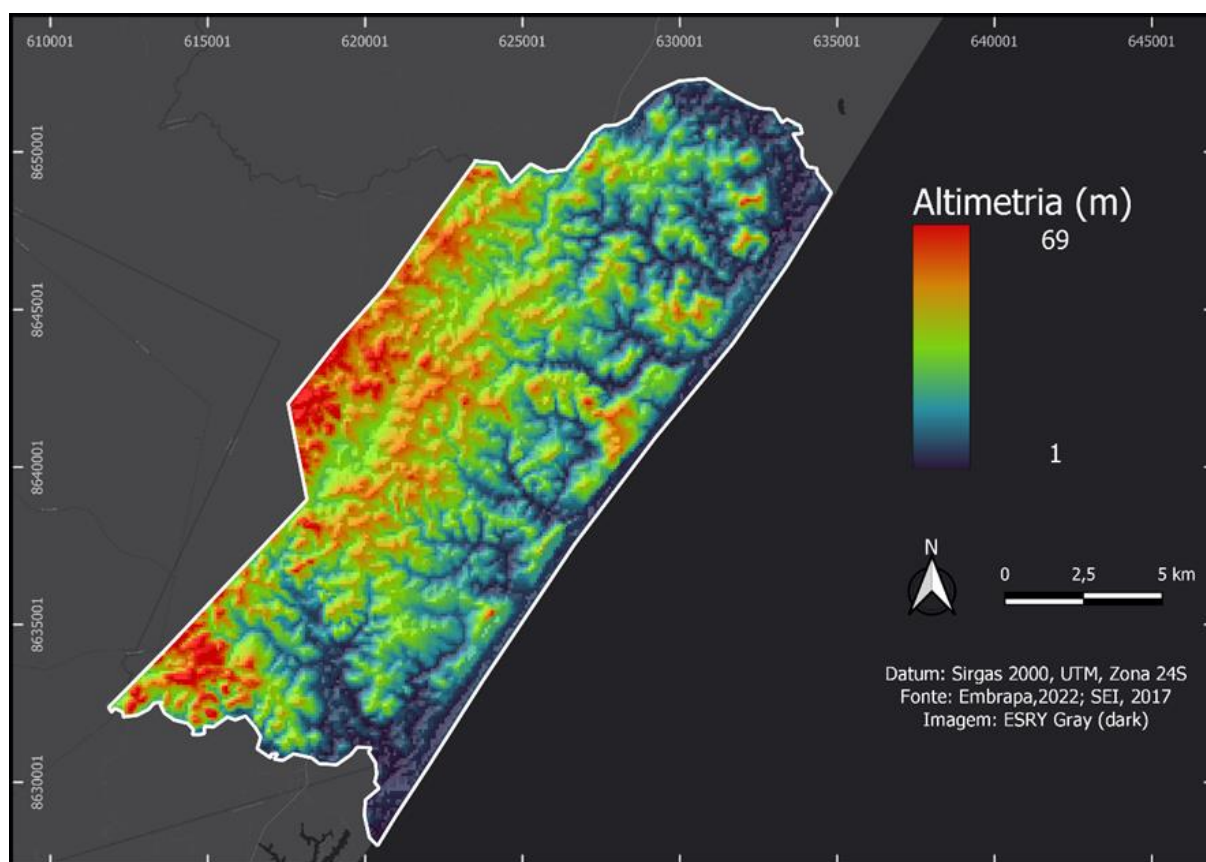 610001 615001 620001 625001 630001 635001 640001 645001
8650001
8645001
8640001
8635001
8630001
Altimetria (m)
69
1
N
0 2,5 5 km
Datum: Sirgas 2000, UTM, Zona 24S
Fonte: Embrapa,2022; SEI, 2017
Imagem: ESRY Gray (dark)